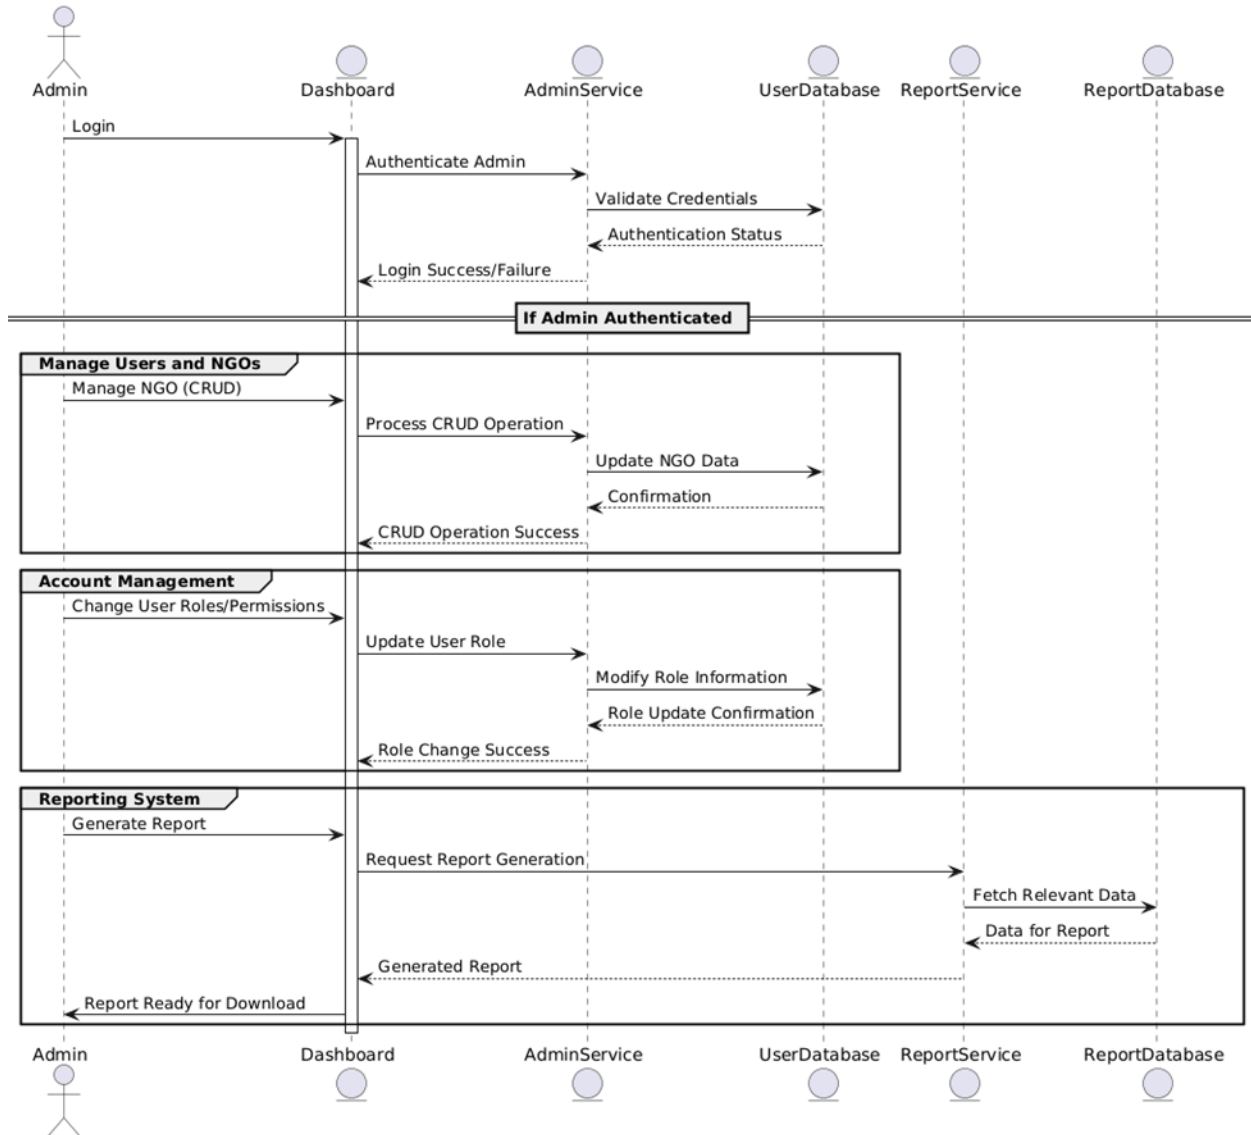 Admin
Dashboard
AdminService
UserDatabase
ReportService
ReportDatabase
Login
Authenticate Admin
Validate Credentials
Authentication Status
Login Success/Failure
If Admin Authenticated
Manage Users and NGOs
Manage NGO (CRUD)
Process CRUD Operation
Update NGO Data
Confirmation
CRUD Operation Success
Account Management
Change User Roles/Permissions
Update User Role
Modify Role Information
Role Update Confirmation
Role Change Success
Reporting System
Generate Report
Request Report Generation
Fetch Relevant Data
Data for Report
Generated Report
Report Ready for Download
Admin
Dashboard
AdminService
UserDatabase
ReportService
ReportDatabase